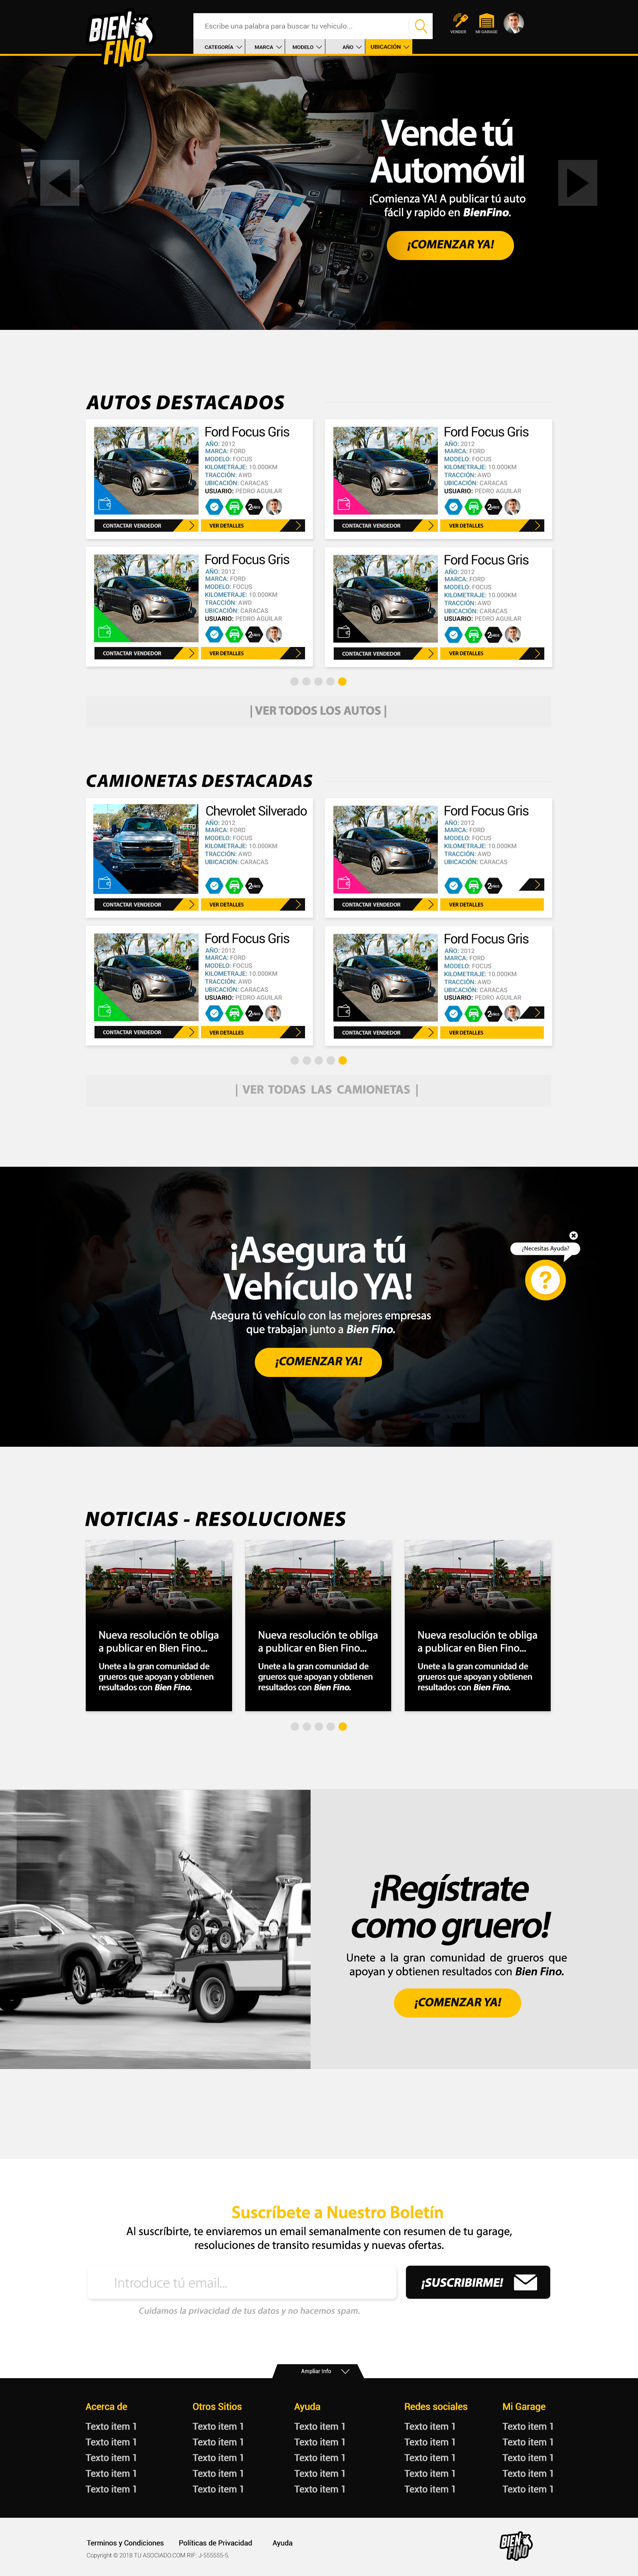 BIEN
FINO
Escribe una palabra para buscar tu vehículo...
CATEGORÍA
MARCA
MODELO
AÑO
UBICACIÓN
VENDER
MI GARAGE
Vende tú
Automóvil
¡Comienza YA! A publicar tú auto
fácil y rapido en BienFino.
¡COMENZAR YA!
AUTOS DESTACADOS
Ford Focus Gris
AÑO: 2012
MARCA: FORD
MODELO: FOCUS
KILOMETRAJE: 10.000KM
TRACCIÓN: AWD
UBICACIÓN: CARACAS
USUARIO: PEDRO AGUILAR
CONTACTAR VENDEDOR
VER DETALLES
Ford Focus Gris
AÑO: 2012
MARCA: FORD
MODELO: FOCUS
KILOMETRAJE: 10.000KM
TRACCIÓN: AWD
UBICACIÓN: CARACAS
USUARIO: PEDRO AGUILAR
CONTACTAR VENDEDOR
VER DETALLES
Ford Focus Gris
AÑO: 2012
MARCA: FORD
MODELO: FOCUS
KILOMETRAJE: 10.000KM
TRACCIÓN: AWD
UBICACIÓN: CARACAS
USUARIO: PEDRO AGUILAR
CONTACTAR VENDEDOR
VER DETALLES
Ford Focus Gris
AÑO: 2012
MARCA: FORD
MODELO: FOCUS
KILOMETRAJE: 10.000KM
TRACCIÓN: AWD
UBICACIÓN: CARACAS
USUARIO: PEDRO AGUILAR
CONTACTAR VENDEDOR
VER DETALLES
| VER TODOS LOS AUTOS |
CAMIONETAS DESTACADAS
Chevrolet Silverado
AÑO: 2012
MARCA: FORD
MODELO: FOCUS
KILOMETRAJE: 10.000KM
TRACCIÓN: AWD
UBICACIÓN: CARACAS
CONTACTAR VENDEDOR
VER DETALLES
Ford Focus Gris
AÑO: 2012
MARCA: FORD
MODELO: FOCUS
KILOMETRAJE: 10.000KM
TRACCIÓN: AWD
UBICACIÓN: CARACAS
CONTACTAR VENDEDOR
VER DETALLES
Ford Focus Gris
AÑO: 2012
MARCA: FORD
MODELO: FOCUS
KILOMETRAJE: 10.000KM
TRACCIÓN: AWD
UBICACIÓN: CARACAS
USUARIO: PEDRO AGUILAR
CONTACTAR VENDEDOR
VER DETALLES
Ford Focus Gris
AÑO: 2012
MARCA: FORD
MODELO: FOCUS
KILOMETRAJE: 10.000KM
TRACCIÓN: AWD
UBICACIÓN: CARACAS
USUARIO: PEDRO AGUILAR
CONTACTAR VENDEDOR
VER DETALLES
| VER TODAS LAS CAMIONETAS |
¡Asegura tú
Vehículo YA!
Asegura tú vehículo con las mejores empresas
que trabajan junto a Bien Fino.
¡COMENZAR YA!
¿Necesitas Ayuda?
?
NOTICIAS - RESOLUCIONES
Nueva resolución te obliga
a publicar en Bien Fino...
Unete a la gran comunidad de
grueros que apoyan y obtienen
resultados con Bien Fino.
Nueva resolución te obliga
a publicar en Bien Fino...
Unete a la gran comunidad de
grueros que apoyan y obtienen
resultados con Bien Fino.
Nueva resolución te obliga
a publicar en Bien Fino...
Unete a la gran comunidad de
grueros que apoyan y obtienen
resultados con Bien Fino.
¡Regístrate
como gruero!
Unete a la gran comunidad de grueros que
apoyan y obtienen resultados con Bien Fino.
¡COMENZAR YA!
Suscríbete a Nuestro Boletín
Al suscríbirte, te enviaremos un email semanalmente con resumen de tu garage,
resoluciones de transito resumidas y nuevas ofertas.
Introduce tú email...
¡SUSCRIBIRME!
Cuidamos la privacidad de tus datos y no hacemos spam.
Ampliar Info
Acerca de
Texto item 1
Texto item 1
Texto item 1
Texto item 1
Texto item 1
Otros Sitios
Texto item 1
Texto item 1
Texto item 1
Texto item 1
Texto item 1
Ayuda
Texto item 1
Texto item 1
Texto item 1
Texto item 1
Texto item 1
Redes sociales
Texto item 1
Texto item 1
Texto item 1
Texto item 1
Texto item 1
Mi Garage
Texto item 1
Texto item 1
Texto item 1
Texto item 1
Texto item 1
Terminos y Condiciones
Políticas de Privacidad
Ayuda
Copyright © 2018 TU ASOCIADO.COM RIF: J-555555-5.
BIEN
FINO